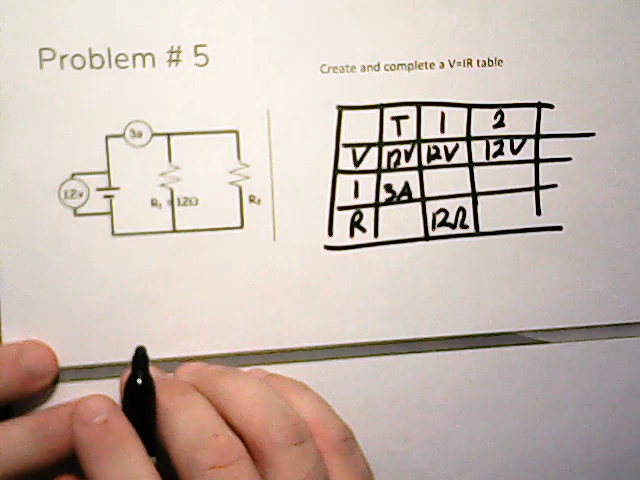 Problem # 5
Create and complete a V=IR table
3a
12v
R₁ = 12Ω
R₂
T 1 2
V 12V 12V 12V
I 3A
R 12Ω